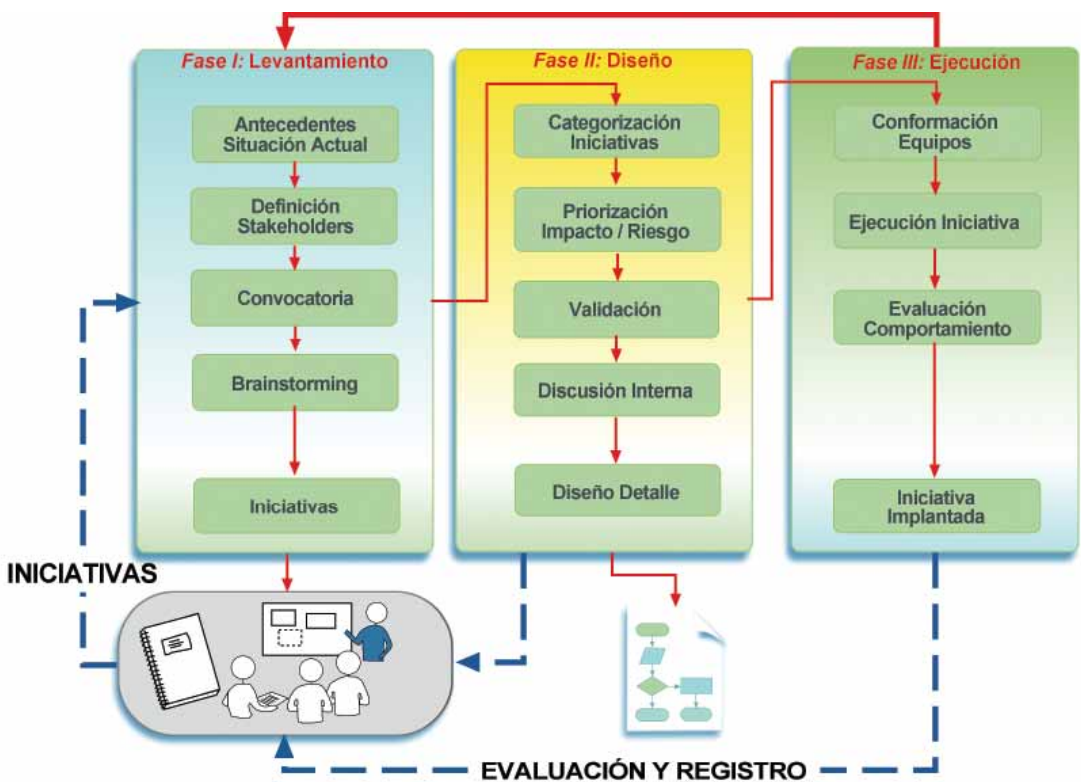 Fase I: Levantamiento
Antecedentes
Situación Actual
Definición
Stakeholders
Convocatoria
Brainstorming
Iniciativas
Fase II: Diseño
Categorización
Iniciativas
Priorización
Impacto / Riesgo
Validación
Discusión Interna
Diseño Detalle
Fase III: Ejecución
Conformación
Equipos
Ejecución Iniciativa
Evaluación
Comportamiento
Iniciativa
Implantada
INICIATIVAS
EVALUACIÓN Y REGISTRO